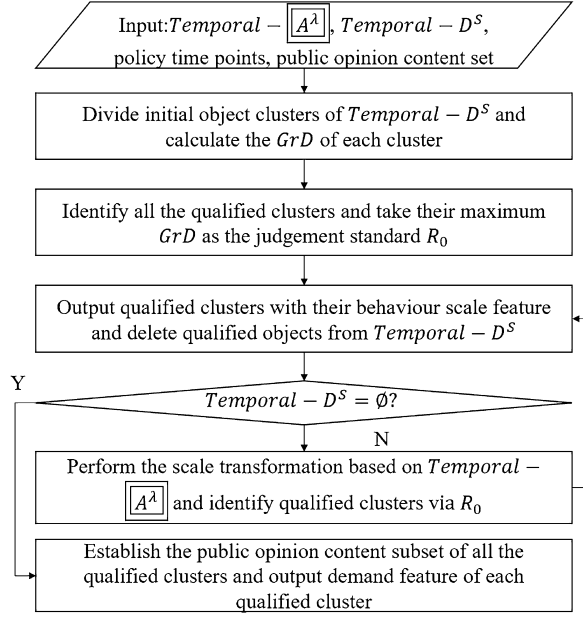 Input:Temporal − A^λ, Temporal − D^S,
policy time points, public opinion content set
Divide initial object clusters of Temporal − D^S and
calculate the GrD of each cluster
Identify all the qualified clusters and take their maximum
GrD as the judgement standard R₀
Output qualified clusters with their behaviour scale feature
and delete qualified objects from Temporal − D^S
Y
Temporal − D^S = ∅?
N
Perform the scale transformation based on Temporal −
A^λ and identify qualified clusters via R₀
Establish the public opinion content subset of all the
qualified clusters and output demand feature of each
qualified cluster